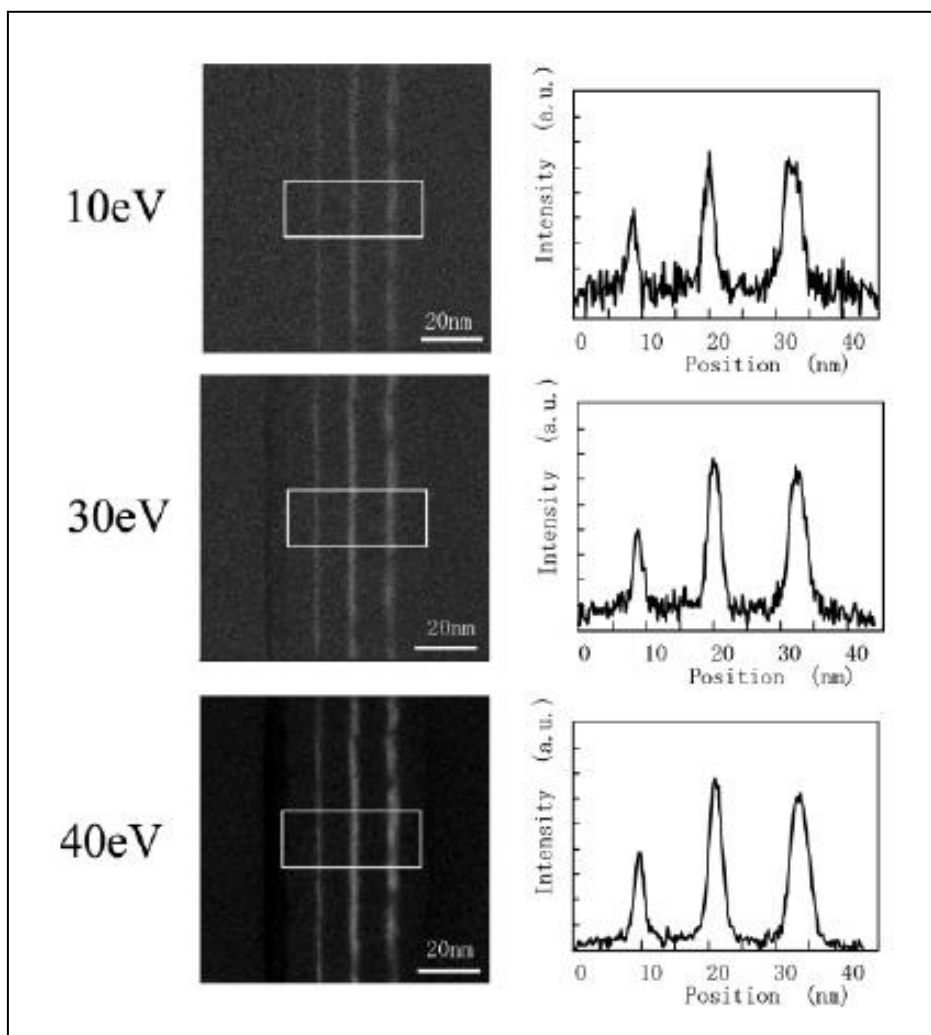 10eV
20nm
Intensity (a.u.)
0 10 20 30 40
Position (nm)
30eV
20nm
Intensity (a.u.)
0 10 20 30 40
Position (nm)
40eV
20nm
Intensity (a.u.)
0 10 20 30 40
Position (nm)